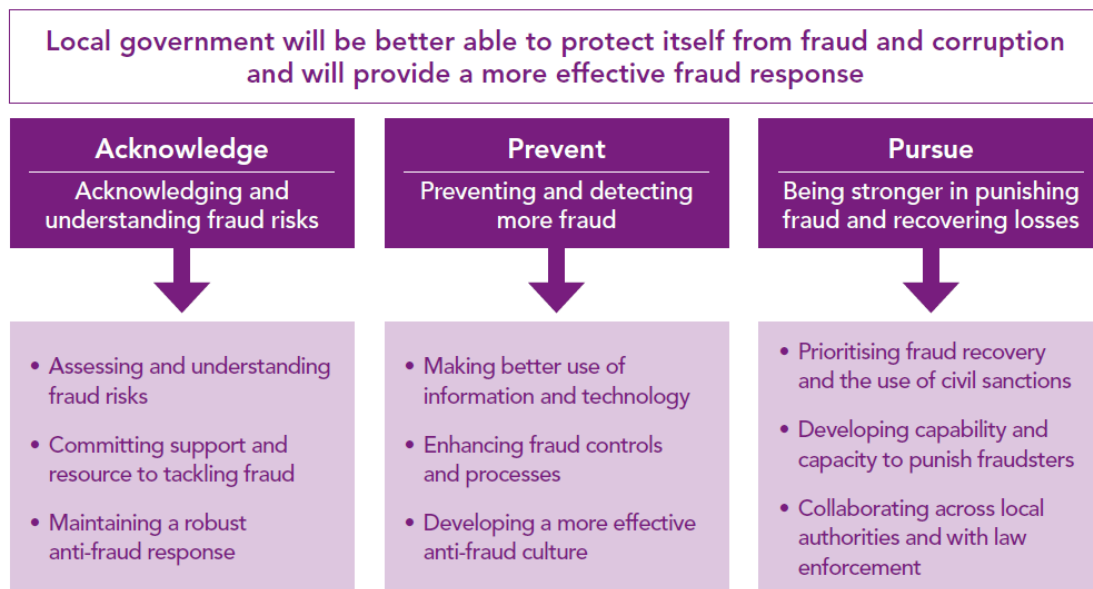 Local government will be better able to protect itself from fraud and corruption
and will provide a more effective fraud response
Acknowledge
Acknowledging and
understanding fraud risks
• Assessing and understanding
fraud risks
• Committing support and
resource to tackling fraud
• Maintaining a robust
anti-fraud response
Prevent
Preventing and detecting
more fraud
• Making better use of
information and technology
• Enhancing fraud controls
and processes
• Developing a more effective
anti-fraud culture
Pursue
Being stronger in punishing
fraud and recovering losses
• Prioritising fraud recovery
and the use of civil sanctions
• Developing capability and
capacity to punish fraudsters
• Collaborating across local
authorities and with law
enforcement